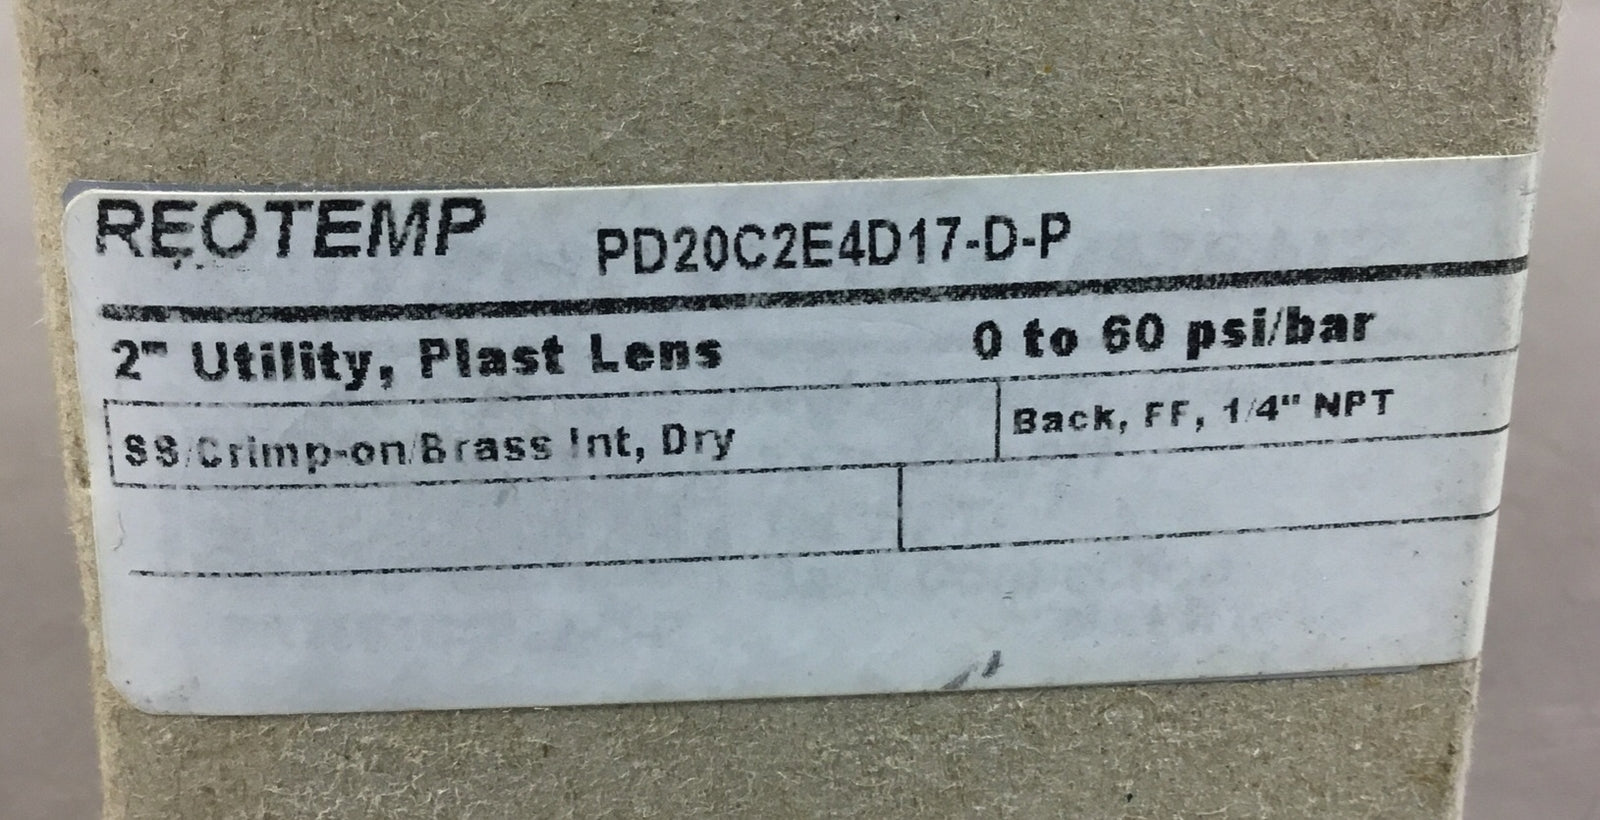 REOTEMP PD20C2E4D17-D-P
2" Utility, Plast Lens 0 to 60 psi/bar
SS/Crimp-on/Brass Int, Dry Back, FF, 1/4" NPT